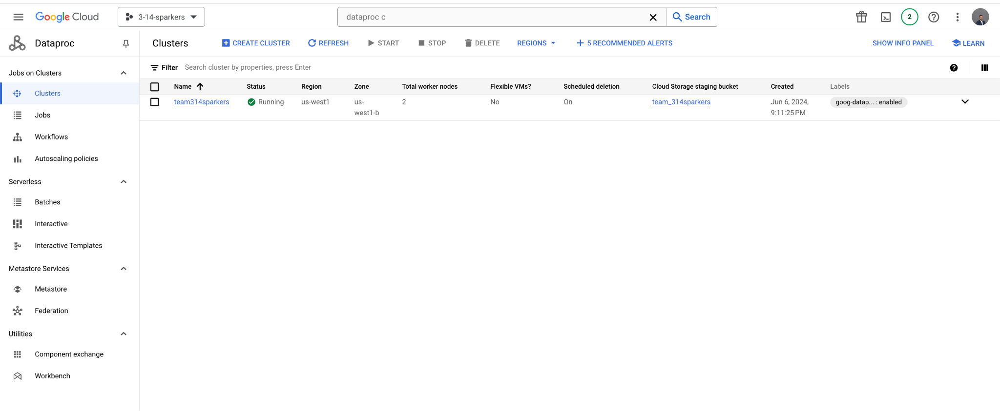 Google Cloud
3-14-sparkers
dataproc c
Search
2
Dataproc
Clusters
CREATE CLUSTER
REFRESH
START
STOP
DELETE
REGIONS
5 RECOMMENDED ALERTS
SHOW INFO PANEL
LEARN
Jobs on Clusters
Clusters
Jobs
Workflows
Autoscaling policies
Serverless
Batches
Interactive
Interactive Templates
Metastore Services
Metastore
Federation
Utilities
Component exchange
Workbench
Filter Search cluster by properties, press Enter
Name Status Region Zone Total worker nodes Flexible VMs? Scheduled deletion Cloud Storage staging bucket Created Labels
team314sparkers Running us-west1 us- 2 No On team_314sparkers Jun 6, 2024, goog-datap... : enabled
west1-b 9:11:25 PM